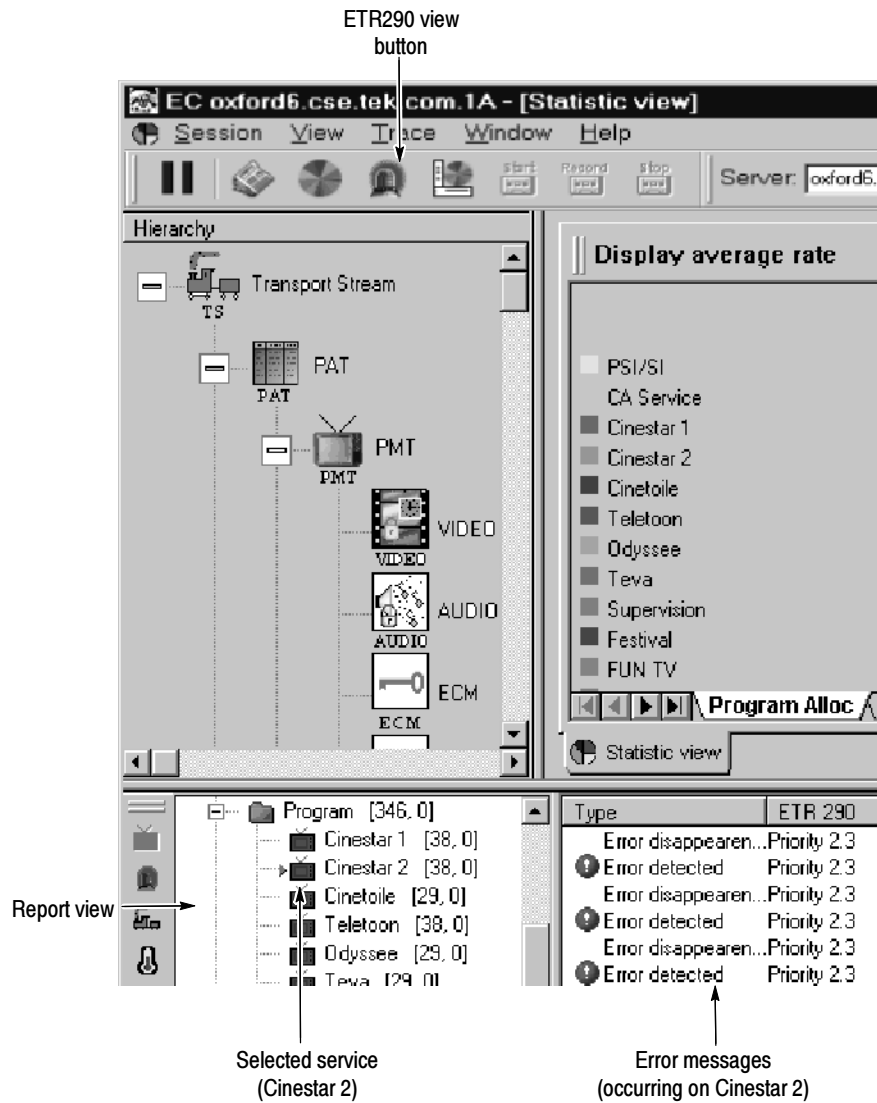 ETR290 view
button
EC oxford6.cse.tek.com.1A - [Statistic view]
Session View Trace Window Help
Start Record Stop
Server: oxford6.
Hierarchy
Transport Stream
TS
PAT
PAT
PMT
PMT
VIDEO
VIDEO
AUDIO
AUDIO
ECM
ECM
Display average rate
PSI/SI
CA Service
Cinestar 1
Cinestar 2
Cinetoile
Teletoon
Odyssee
Teva
Supervision
Festival
FUN TV
Program Alloc
Statistic view
Report view
Program [346, 0]
Cinestar 1 [38, 0]
Cinestar 2 [38, 0]
Cinetoile [29, 0]
Teletoon [38, 0]
Odyssee [29, 0]
Teva [29, 0]
Type ETR 290
Error disappearen... Priority 2.3
Error detected Priority 2.3
Error disappearen... Priority 2.3
Error detected Priority 2.3
Error disappearen... Priority 2.3
Error detected Priority 2.3
Selected service
(Cinestar 2)
Error messages
(occurring on Cinestar 2)